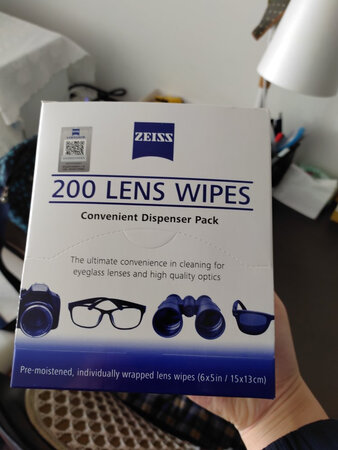 ZEISS
200 LENS WIPES
Convenient Dispenser Pack
The ultimate convenience in cleaning for
eyeglass lenses and high quality optics
Pre-moistened, individually wrapped lens wipes (6x5in / 15x13cm)